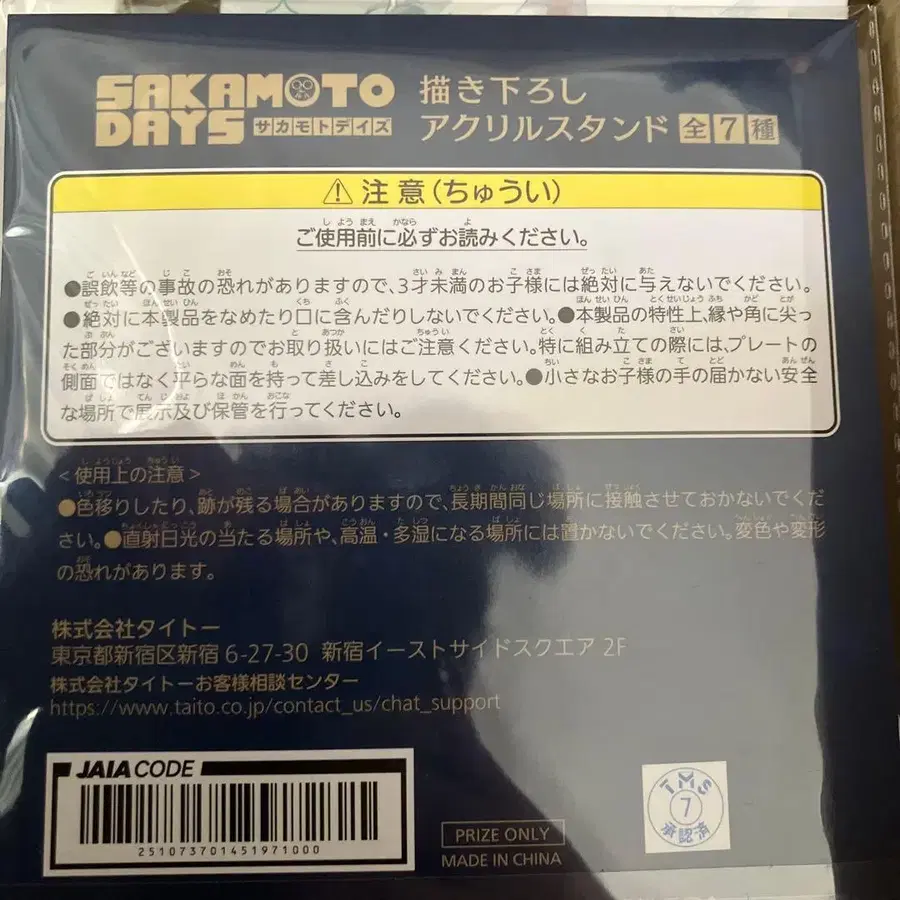 SAKAMOTO
DAYS サカモトデイズ
描き下ろし
アクリルスタンド 全7種
⚠ 注意(ちゅうい)
ご使用前に必ずお読みください。
●誤飲等の事故の恐れがありますので、3才未満のお子様には絶対に与えないでください。
●絶対に本製品をなめたり口に含んだりしないでください。●本製品の特性上、縁や角に尖っ
た部分がございますのでお取り扱いにはご注意ください。特に組み立ての際には、プレートの
側面ではなく平らな面を持って差し込みをしてください。●小さなお子様の手の届かない安全
な場所で展示及び保管を行ってください。
<使用上の注意>
●色移りしたり、跡が残る場合がありますので、長期間同じ場所に接触させておかないでくだ
さい。●直射日光の当たる場所や、高温・多湿になる場所には置かないでください。変色や変形
の恐れがあります。
株式会社タイトー
東京都新宿区新宿 6-27-30 新宿イーストサイドスクエア 2F
株式会社タイトーお客様相談センター
https://www.taito.co.jp/contact_us/chat_support
JAIA CODE
251073701451971000
PRIZE ONLY
MADE IN CHINA
TMS
7
承認済